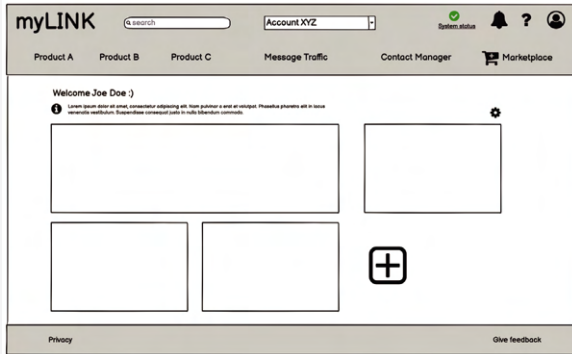 myLINK
search
Account XYZ
System status
?
Product A
Product B
Product C
Message Traffic
Contact Manager
Marketplace
Welcome Joe Doe :)
Lorem ipsum dolor sit amet, consectetur adipiscing elit. Nam pulvinar a erat et volutpat. Phasellus pharetra elit in lacus
venenatis vestibulum. Suspendisse consequat justo in nulla bibendum commodo.
Privacy
Give feedback